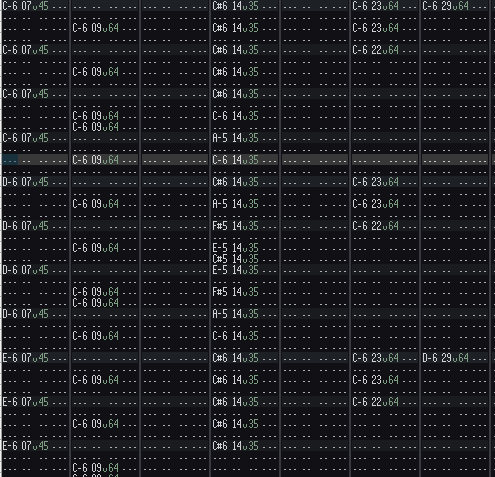 C-6 07v45 C#6 14v35 C-6 23v64 C-6 29v64
C-6 09v64 C#6 14v35 C-6 23v64
C-6 07v45 C#6 14v35 C-6 22v64
C-6 09v64 C#6 14v35
C-6 07v45 C#6 14v35
C-6 09v64 C-6 14v35
C-6 09v64
C-6 07v45 A-5 14v35
C-6 09v64 C-6 14v35
D-6 07v45 C#6 14v35 C-6 23v64
C-6 09v64 A-5 14v35 C-6 23v64
D-6 07v45 F#5 14v35 C-6 22v64
C-6 09v64 E-5 14v35
C#5 14v35
D-6 07v45 E-5 14v35
C-6 09v64 F#5 14v35
C-6 09v64
D-6 07v45 A-5 14v35
C-6 09v64 C-6 14v35
E-6 07v45 C#6 14v35 C-6 23v64 D-6 29v64
C-6 09v64 C#6 14v35 C-6 23v64
E-6 07v45 C#6 14v35 C-6 22v64
C-6 09v64 C#6 14v35
E-6 07v45 C#6 14v35
C-6 09v64